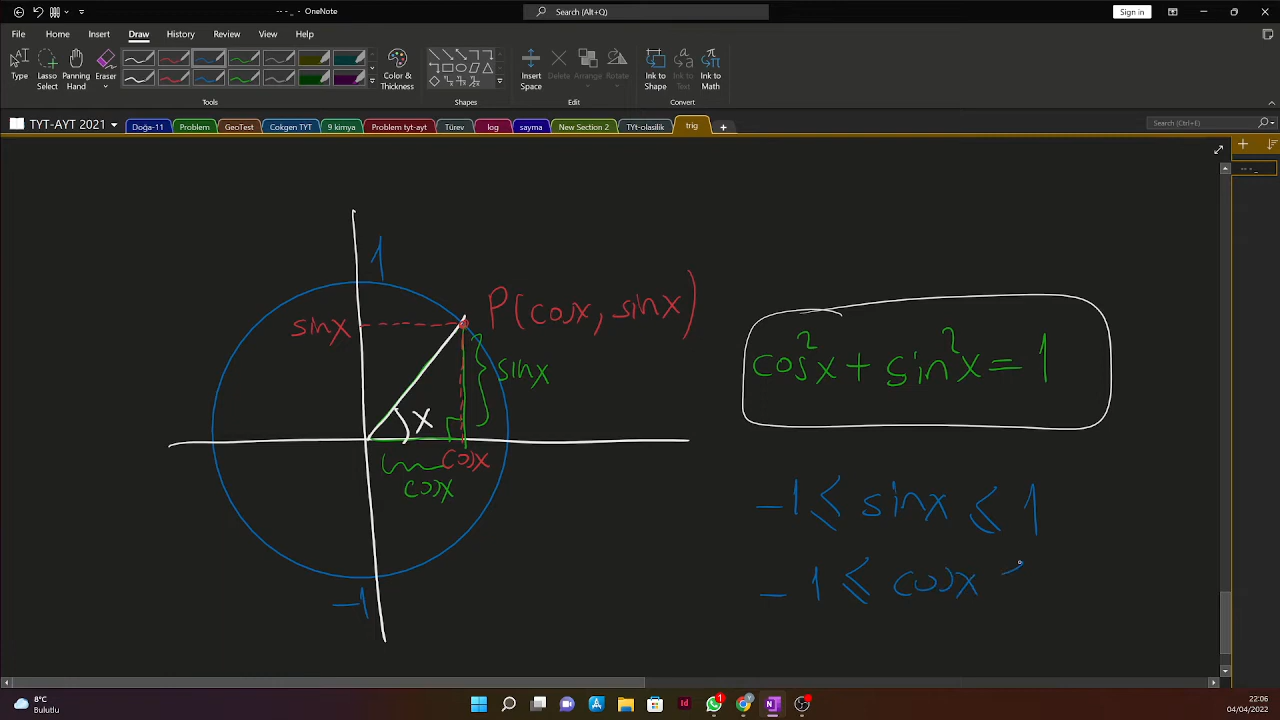 -- -_ - OneNote
Search (Alt+Q)
Sign in
File Home Insert Draw History Review View Help
Type Lasso Select Panning Hand Eraser Color & Thickness Insert Space Delete Arrange Rotate Ink to Shape Ink to Text Ink to Math
Tools Shapes Edit Convert
TYT-AYT 2021 Doğa-11 Problem GeoTest Cokgen TYT 9 kimya Problem tyt-ayt Türev log sayma New Section 2 TYt-olasilik trig
Search (Ctrl+E)
-- -_
1
P(cosx, sinx)
sinx
sinx
x
cosx
cosx
-1
cos²x + sin²x = 1
-1 ≤ sinx ≤ 1
-1 ≤ cosx
8°C
Bulutlu
Id
1
N
22:06
04/04/2022